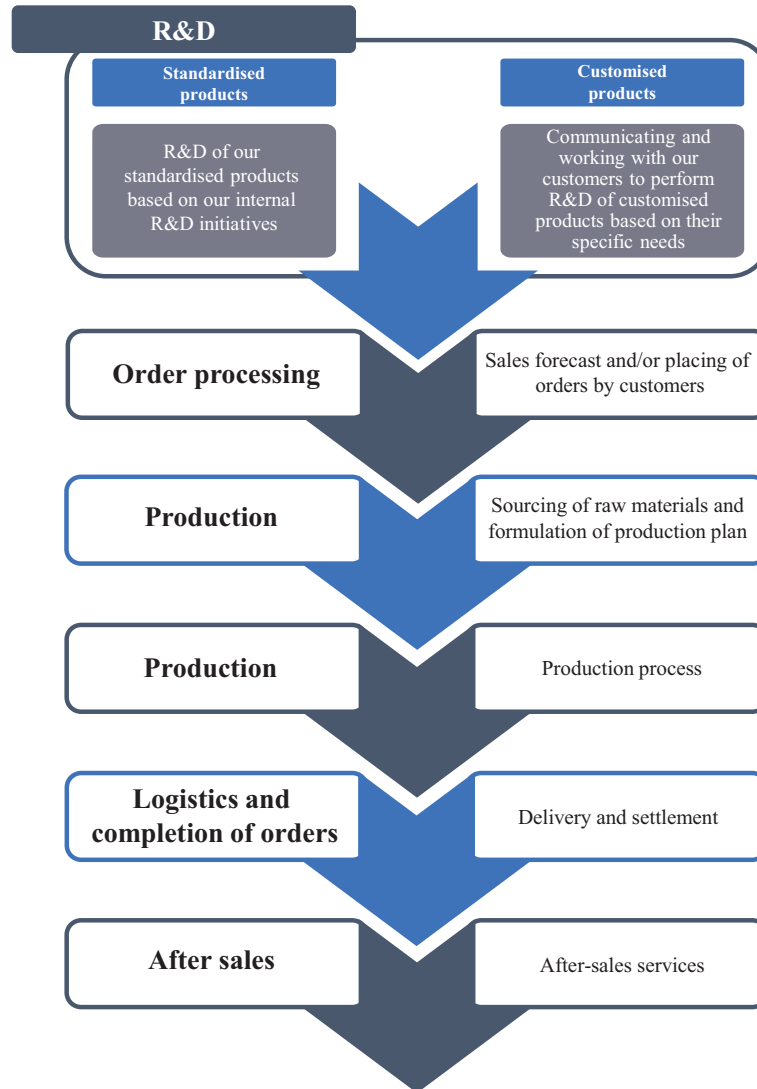 R&D
Standardised
products
R&D of our
standardised products
based on our internal
R&D initiatives
Customised
products
Communicating and
working with our
customers to perform
R&D of customised
products based on their
specific needs
Order processing
Sales forecast and/or placing of
orders by customers
Production
Sourcing of raw materials and
formulation of production plan
Production
Production process
Logistics and
completion of orders
Delivery and settlement
After sales
After-sales services